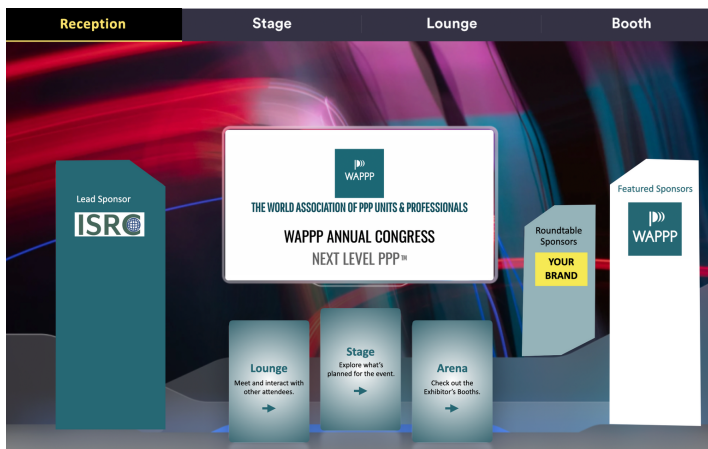 Reception
Stage
Lounge
Booth
Lead Sponsor
ISRC
WAPPP
THE WORLD ASSOCIATION OF PPP UNITS & PROFESSIONALS
WAPPP ANNUAL CONGRESS
NEXT LEVEL PPP™
Roundtable
Sponsors
YOUR
BRAND
Featured Sponsors
WAPPP
Lounge
Meet and interact with
other attendees.
Stage
Explore what's
planned for the event.
Arena
Check out the
Exhibitor's Booths.